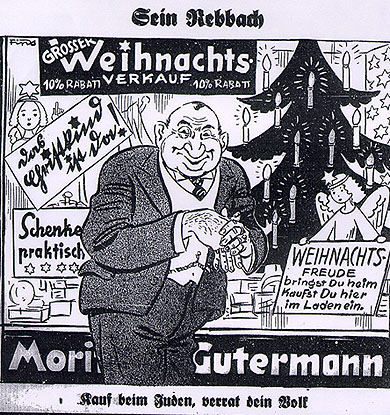 Sein Rebbach
Fips
GROSSER
Weihnachts-
VERKAUF
10% RABATT 10% RABATT
Das
Christkind
ist da!
Schenke
praktisch
WEIHNACHTS-
FREUDE
bringst Du heim
kaufst Du hier
im Laden ein.
Mori Gutermann
Kauf beim Juden, verrat dein Volk